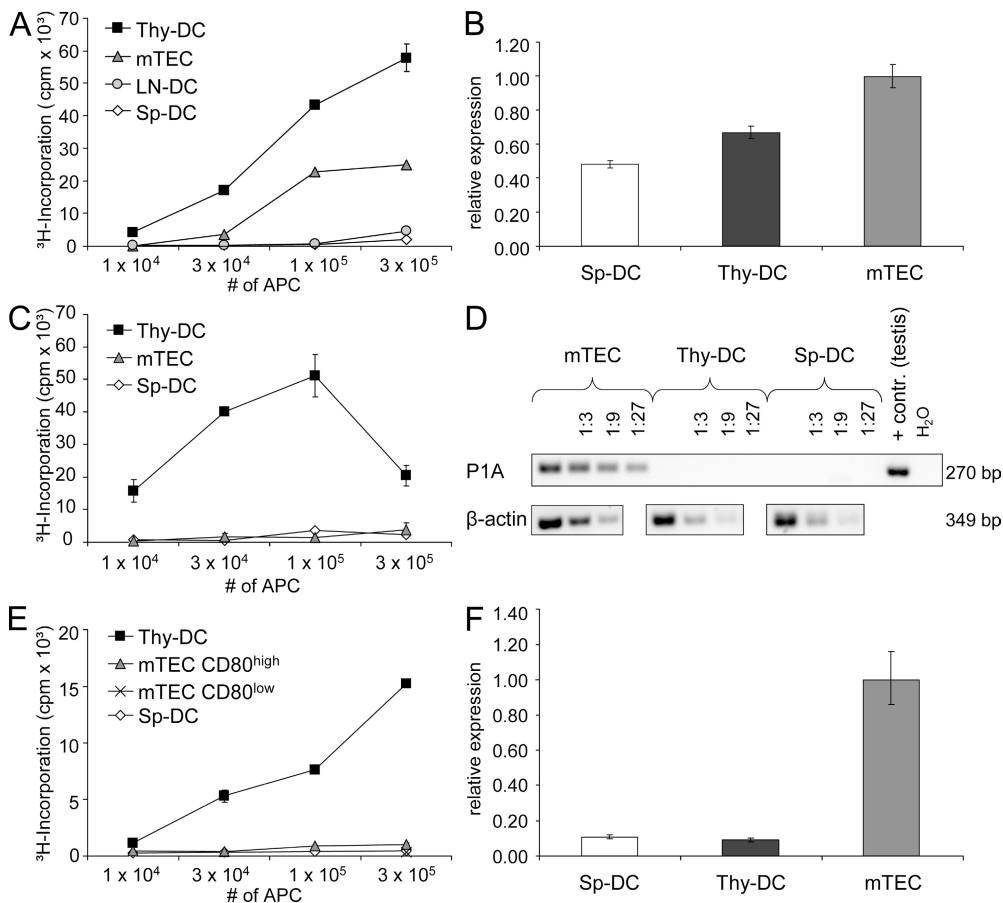 A
³H-Incorporation ( cpm x 10³)
70
60
50
40
30
20
10
0
Thy-DC
mTEC
LN-DC
Sp-DC
1 x 10⁴ 3 x 10⁴ 1 x 10⁵ 3 x 10⁵
# of APC
B
relative expression
1.20
1.00
0.80
0.60
0.40
0.20
0.00
Sp-DC Thy-DC mTEC
C
³H-Incorporation (cpm x 10³)
70
60
50
40
30
20
10
0
Thy-DC
mTEC
Sp-DC
1 x 10⁴ 3 x 10⁴ 1 x 10⁵ 3 x 10⁵
# of APC
D
mTEC Thy-DC Sp-DC
1:3 1:9 1:27 1:3 1:9 1:27 1:3 1:9 1:27 + contr. (testis) H₂O
P1A 270 bp
β-actin 349 bp
E
³H-Incorporation (cpm x 10³)
20
15
10
5
0
Thy-DC
mTEC CD80ʰⁱᵍʰ
mTEC CD80ˡᵒʷ
Sp-DC
1 x 10⁴ 3 x 10⁴ 1 x 10⁵ 3 x 10⁵
# of APC
F
relative expression
1.40
1.20
1.00
0.80
0.60
0.40
0.20
0.00
Sp-DC Thy-DC mTEC